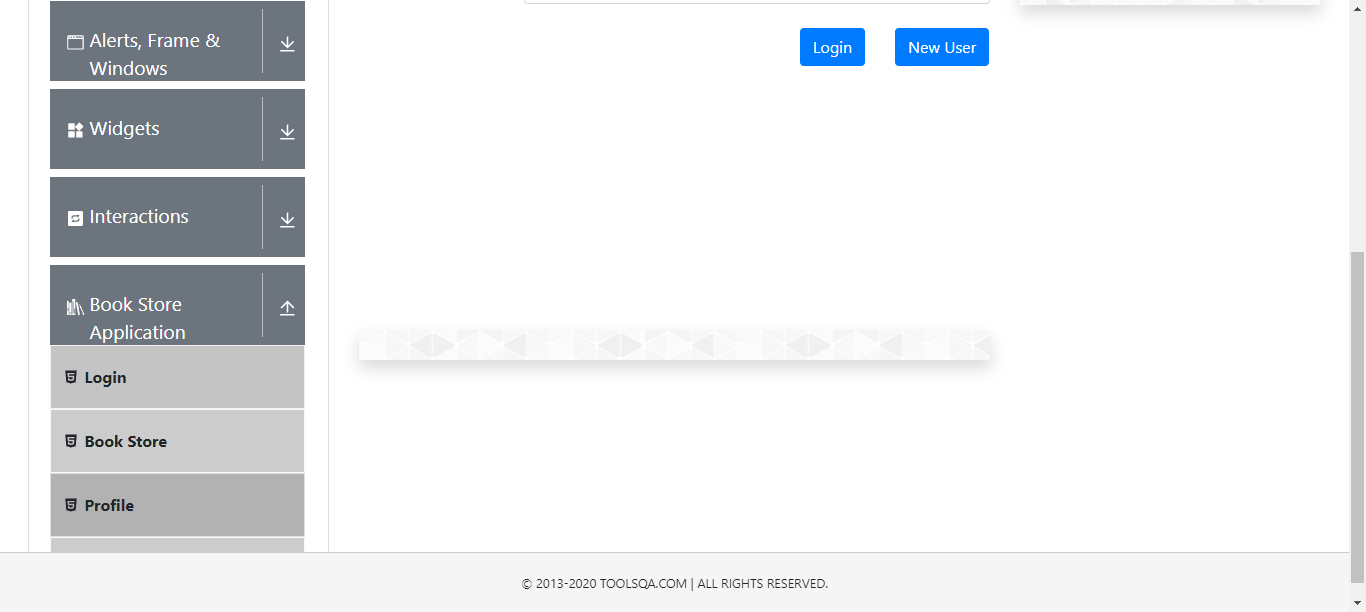 Alerts, Frame &
Windows
Login
New User
Widgets
Interactions
Book Store
Application
Login
Book Store
Profile
© 2013-2020 TOOLSQA.COM | ALL RIGHTS RESERVED.